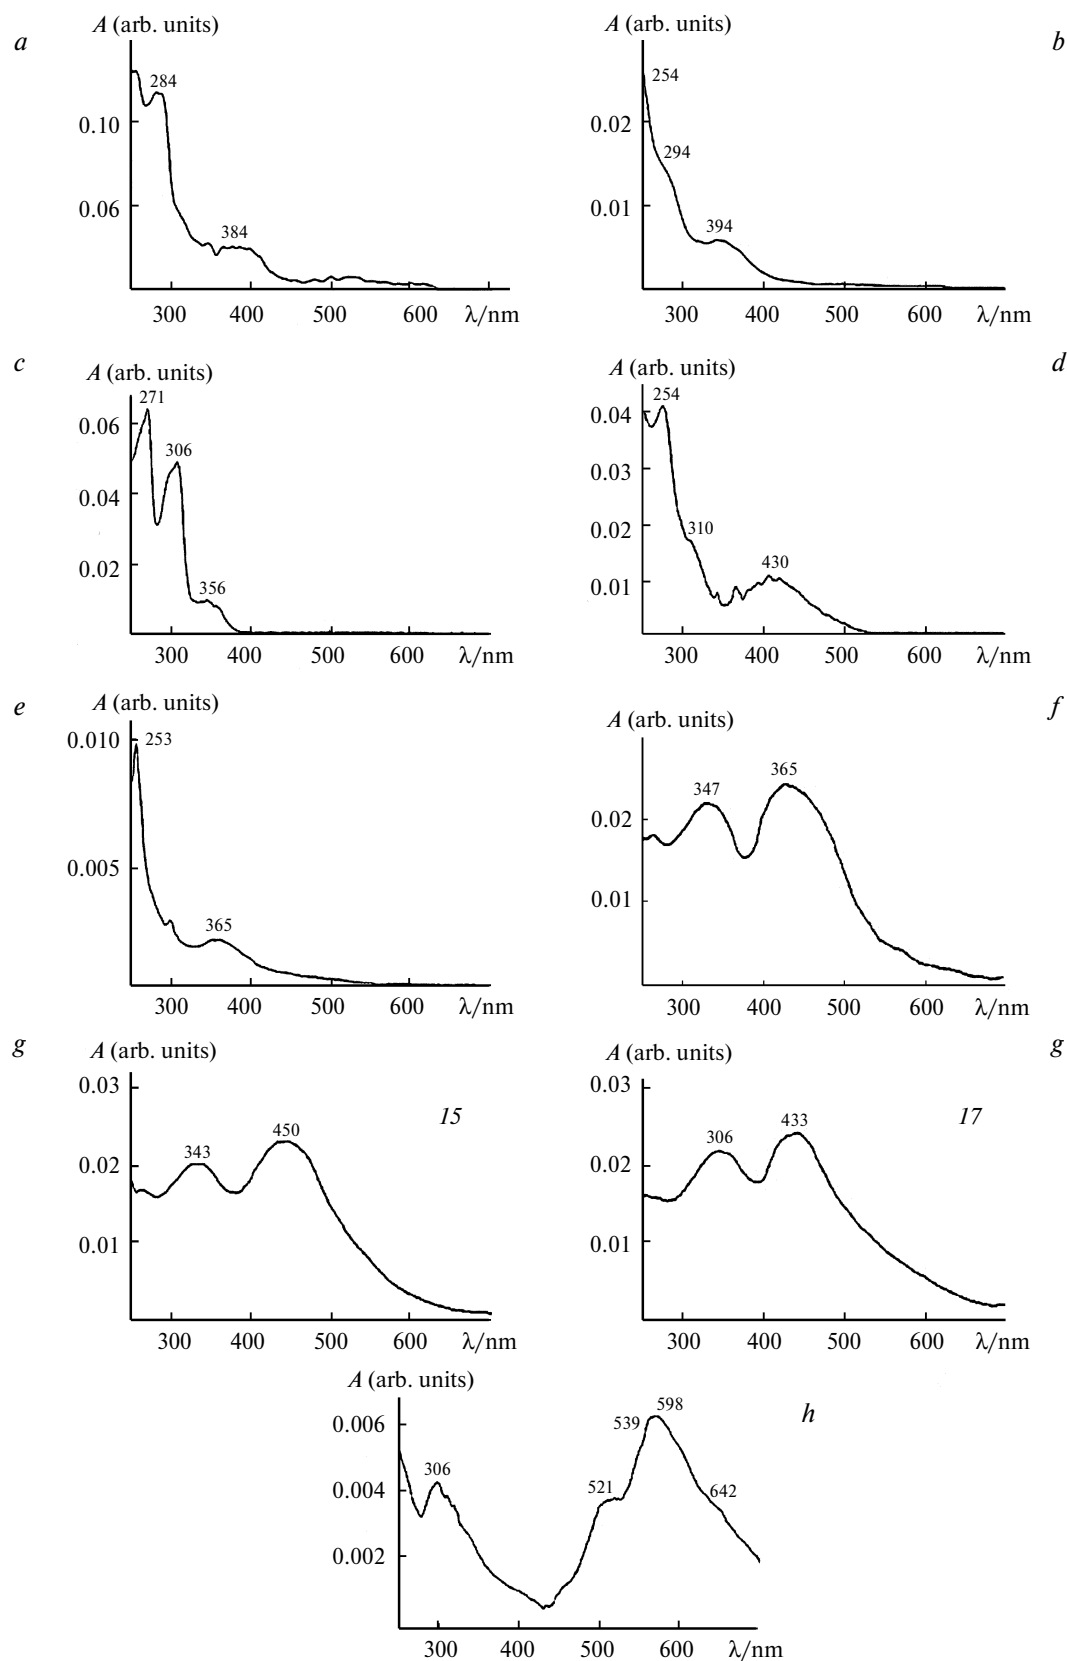 a
A (arb. units)
284
0.10
0.06
384
300 400 500 600 λ/nm
b
A (arb. units)
254
0.02
294
0.01
394
300 400 500 600 λ/nm
c
A (arb. units)
271
0.06
306
0.04
0.02
356
300 400 500 600 λ/nm
d
A (arb. units)
254
0.04
0.03
0.02
310
0.01
430
300 400 500 600 λ/nm
e
A (arb. units)
0.010
253
0.005
365
300 400 500 600 λ/nm
f
A (arb. units)
347
365
0.02
0.01
300 400 500 600 λ/nm
g
A (arb. units)
0.03
15
450
343
0.02
0.01
300 400 500 600 λ/nm
g
A (arb. units)
0.03
17
433
306
0.02
0.01
300 400 500 600 λ/nm
h
A (arb. units)
0.006
598
539
306
0.004
521
642
0.002
300 400 500 600 λ/nm